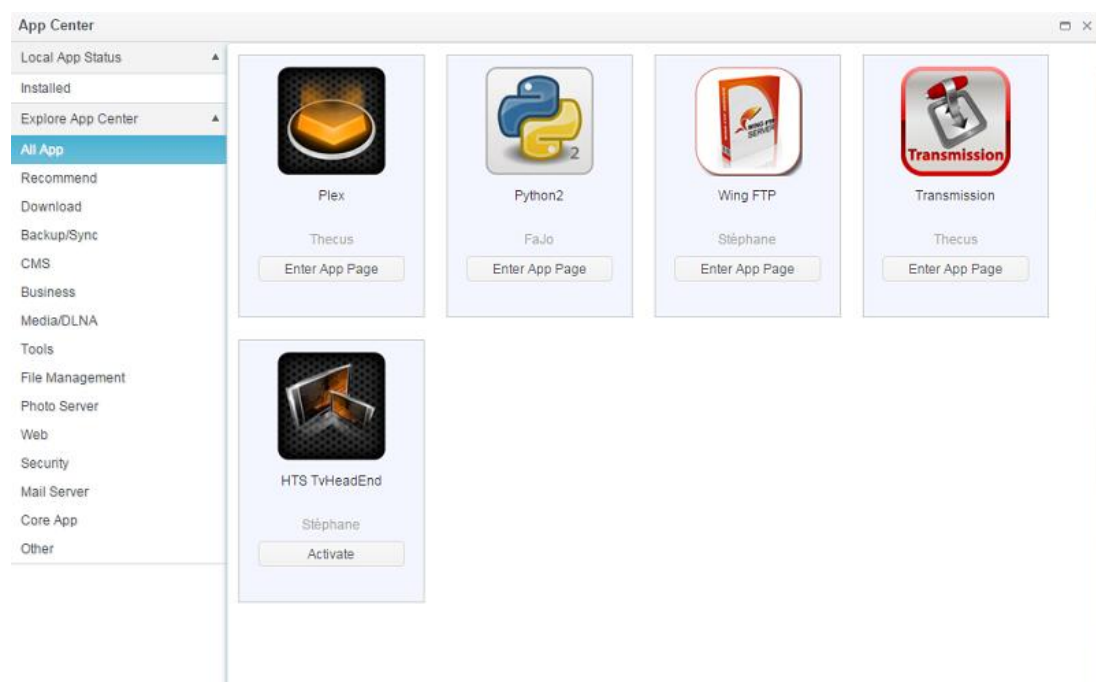 App Center
Local App Status
Installed
Explore App Center
All App
Recommend
Download
Backup/Sync
CMS
Business
Media/DLNA
Tools
File Management
Photo Server
Web
Security
Mail Server
Core App
Other
Plex
Thecus
Enter App Page
2
Python2
FaJo
Enter App Page
WING FTP
SERVER
Wing FTP
Stéphane
Enter App Page
Transmission
Transmission
Thecus
Enter App Page
HTS TvHeadEnd
Stéphane
Activate